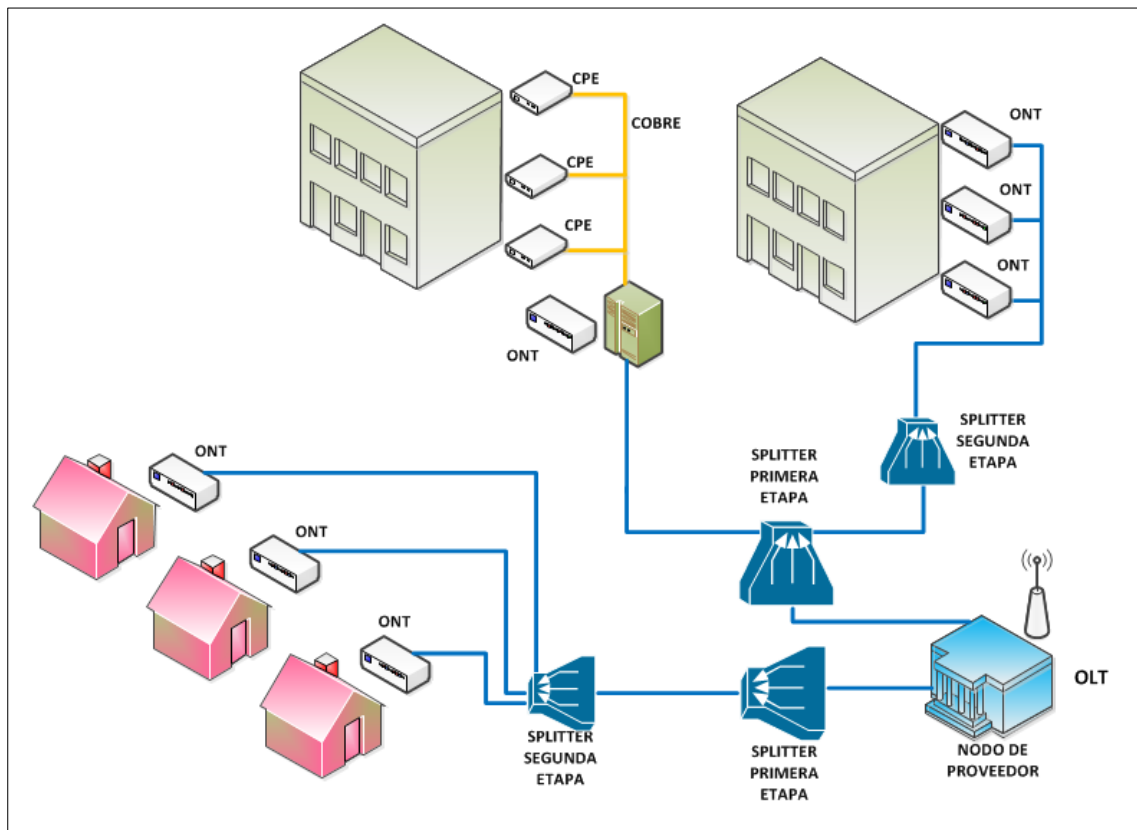 CPE
COBRE
ONT
CPE
ONT
CPE
ONT
ONT
SPLITTER
SEGUNDA
ETAPA
SPLITTER
PRIMERA
ETAPA
ONT
ONT
ONT
OLT
SPLITTER
SEGUNDA
ETAPA
SPLITTER
PRIMERA
ETAPA
NODO DE
PROVEEDOR